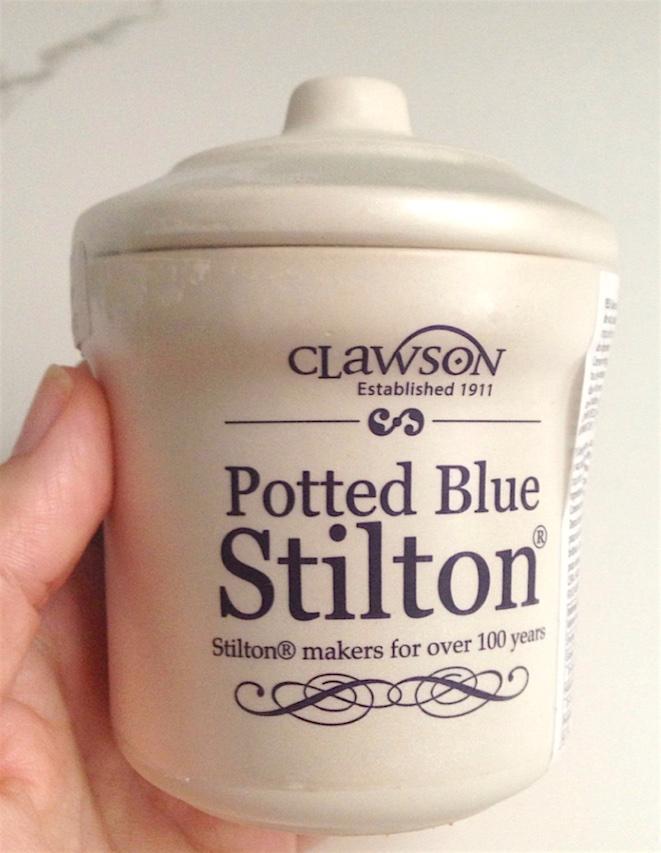 CLAWSON
Established 1911
Potted Blue
Stilton®
Stilton® makers for over 100 years